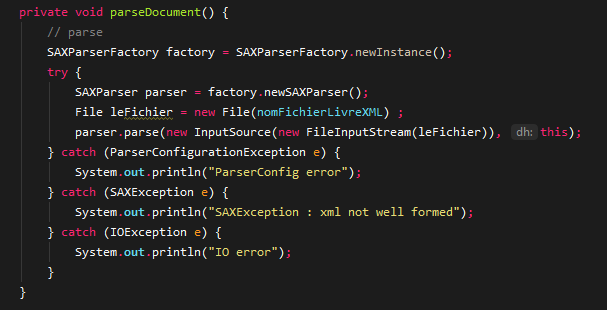 private void parseDocument() {
// parse
SAXParserFactory factory = SAXParserFactory.newInstance();
try {
SAXParser parser = factory.newSAXParser();
File leFichier = new File(nomFichierLivreXML) ;
parser.parse(new InputSource(new FileInputStream(leFichier)), dh: this);
} catch (ParserConfigurationException e) {
System.out.println("ParserConfig error");
} catch (SAXException e) {
System.out.println("SAXException : xml not well formed");
} catch (IOException e) {
System.out.println("IO error");
}
}